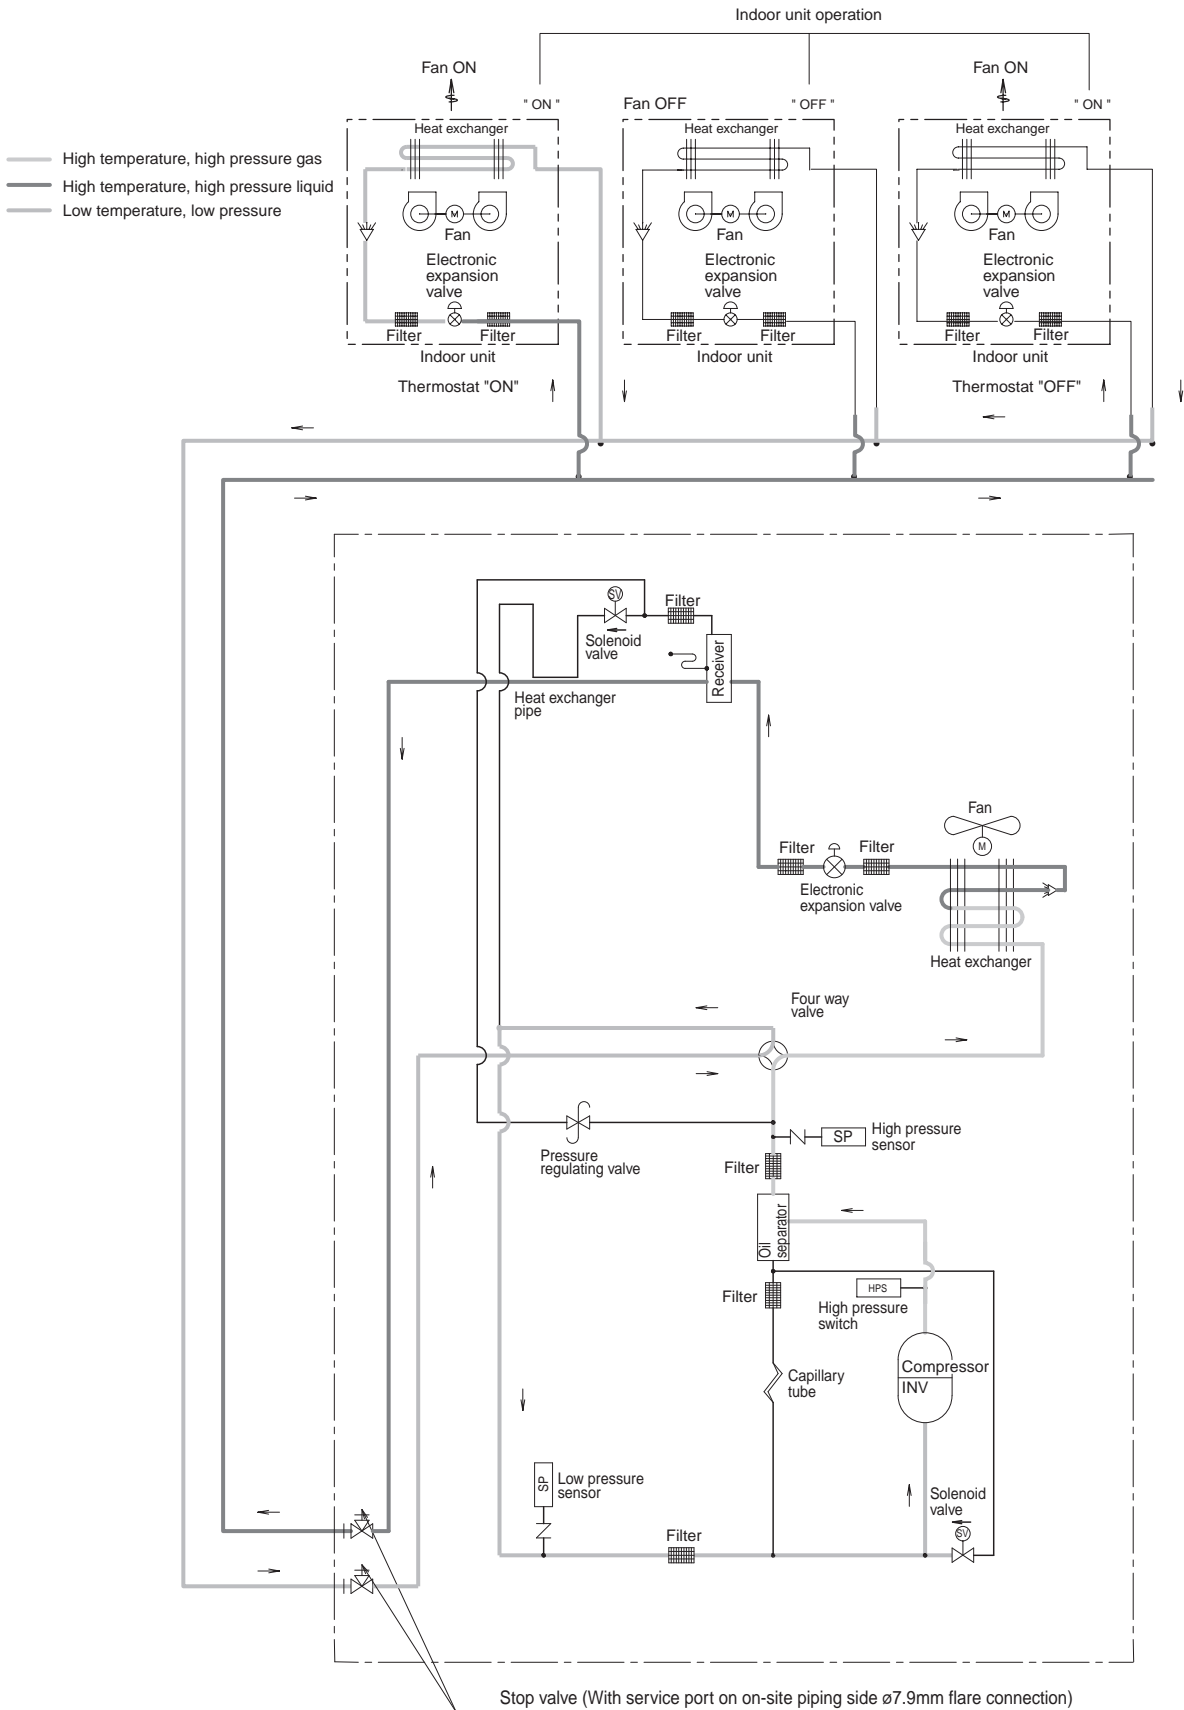 Indoor unit operation
Fan ON
Fan ON
" ON "
Fan OFF
" OFF "
" ON "
Heat exchanger
Heat exchanger
Heat exchanger
High temperature, high pressure gas
High temperature, high pressure liquid
Low temperature, low pressure
M
M
M
Fan
Fan
Fan
Electronic
expansion
valve
Electronic
expansion
valve
Electronic
expansion
valve
Filter
Filter
Filter
Filter
Filter
Filter
Indoor unit
Indoor unit
Indoor unit
Thermostat "ON"
Thermostat "OFF"
SV
Filter
Solenoid
valve
Receiver
Heat exchanger
pipe
Fan
M
Filter
Filter
Electronic
expansion valve
Heat exchanger
Four way
valve
SP
High pressure
sensor
Pressure
regulating valve
Filter
Oil
separator
Filter
HPS
High pressure
switch
Compressor
INV
Capillary
tube
SP
Low pressure
sensor
Solenoid
valve
SV
Filter
Stop valve (With service port on on-site piping side ø7.9mm flare connection)